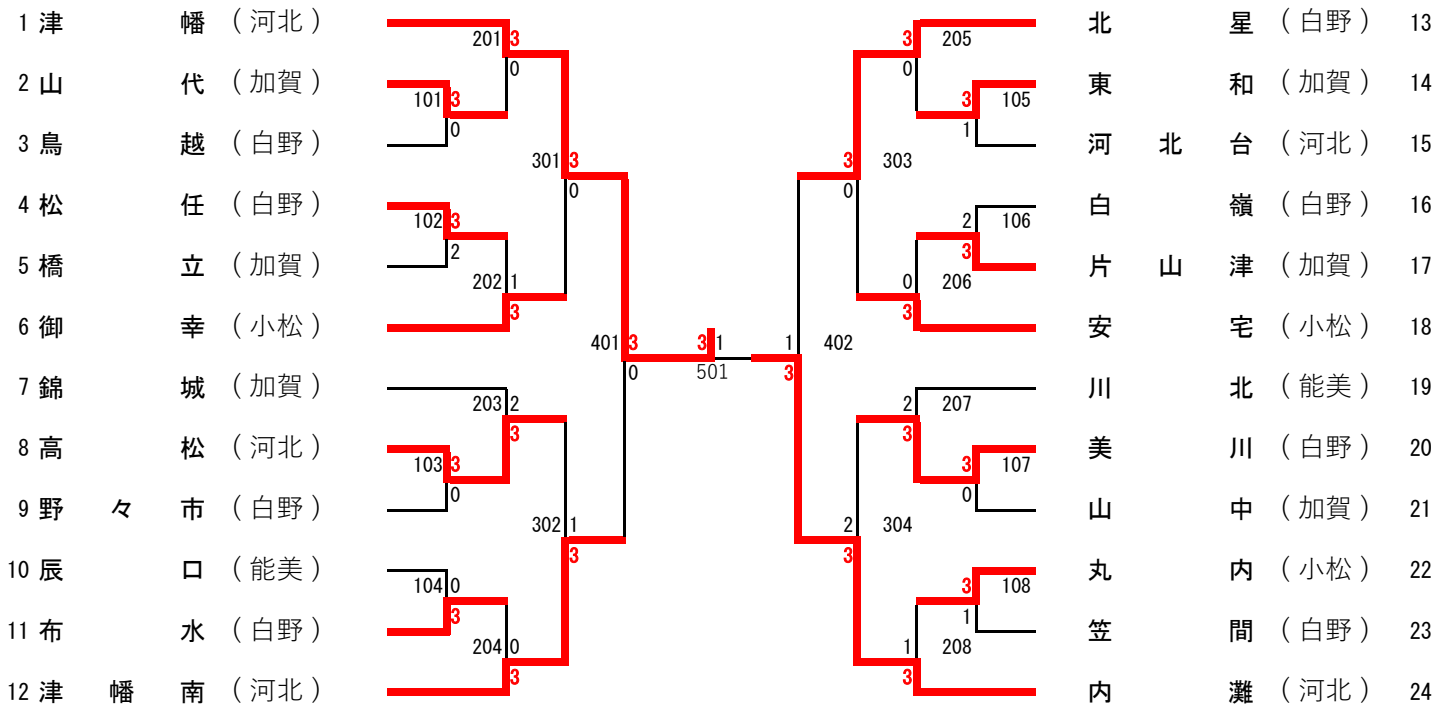 1 津幡 (河北) 201 3 3 205 北星 (白野) 13
0 0
2 山代 (加賀) 101 3 3 105 東和 (加賀) 14
0 1
3 鳥越 (白野) 河北台 (河北) 15
301 3 3 303
0 0
4 松任 (白野) 102 3 2 106 白嶺 (白野) 16
2 3
5 橋立 (加賀) 片山津 (加賀) 17
202 1 0 206
3 3
6 御幸 (小松) 安宅 (小松) 18
401 3 3 1 1 402
0 501 3
7 錦城 (加賀) 川北 (能美) 19
203 2 2 207
3 3
8 高松 (河北) 103 3 3 107 美川 (白野) 20
0 0
9 野々市 (白野) 山中 (加賀) 21
302 1 2 304
3 3
10 辰口 (能美) 104 0 3 108 丸内 (小松) 22
3 1
11 布水 (白野) 笠間 (白野) 23
204 0 1 208
3 3
12 津幡南 (河北) 内灘 (河北) 24